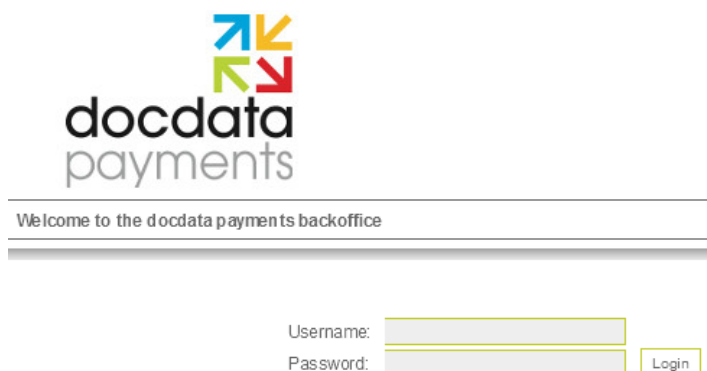 docdata
payments
Welcome to the docdata payments backoffice
Username:
Password:
Login